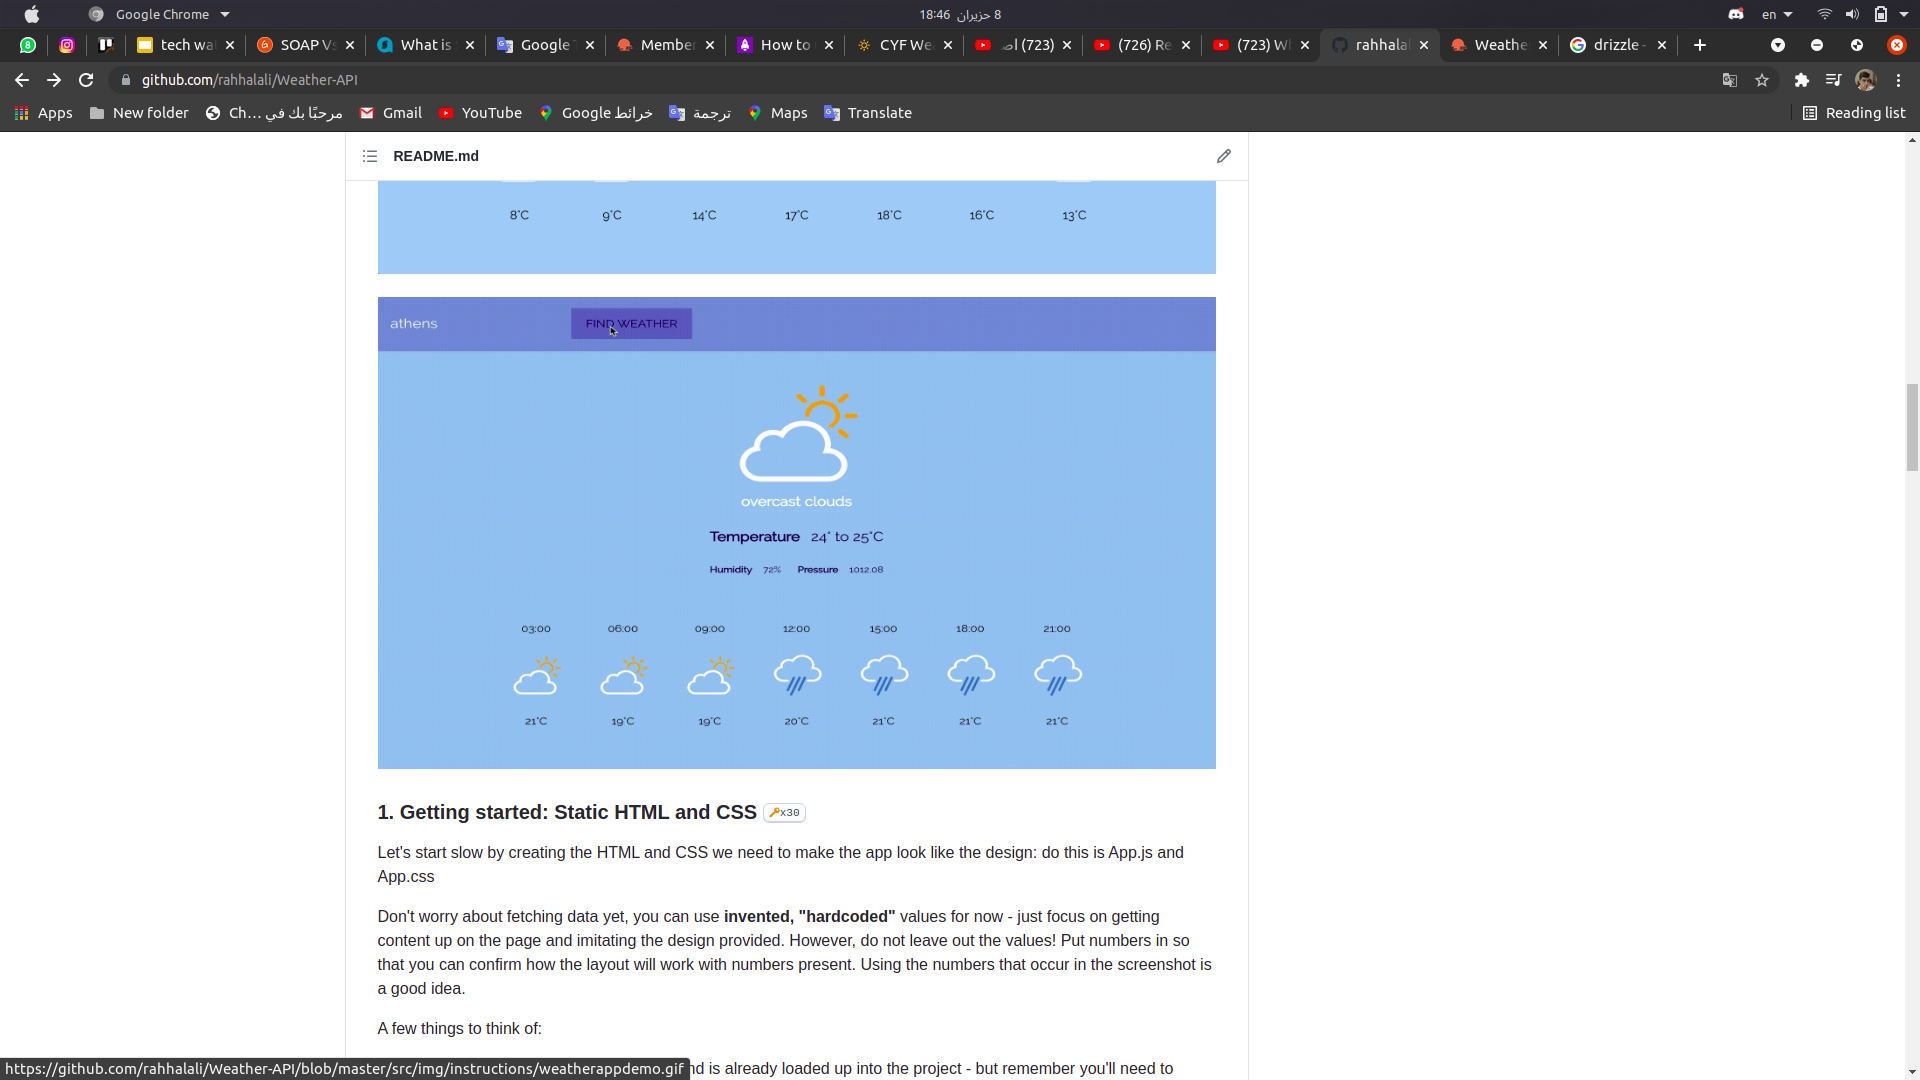 Google Chrome
18:46 8 حزيران
en
tech wa
SOAP Vs
What is
Google T
Member
How to
CYF We
(723) اص
(726) Re
(723) W
rahhalal
Weathe
drizzle -
github.com/rahhalali/Weather-API
Apps
New folder
مرحبًا بك في ...Ch
Gmail
YouTube
خرائط Google
ترجمة
Maps
Translate
Reading list
README.md
8°C 9°C 14°C 17°C 18°C 16°C 13°C
athens
FIND WEATHER
overcast clouds
Temperature 24° to 25°C
Humidity 72% Pressure 1012.08
03:00 06:00 09:00 12:00 15:00 18:00 21:00
21°C 19°C 19°C 20°C 21°C 21°C 21°C
1. Getting started: Static HTML and CSS x30
Let's start slow by creating the HTML and CSS we need to make the app look like the design: do this is App.js and
App.css
Don't worry about fetching data yet, you can use invented, "hardcoded" values for now - just focus on getting
content up on the page and imitating the design provided. However, do not leave out the values! Put numbers in so
that you can confirm how the layout will work with numbers present. Using the numbers that occur in the screenshot is
a good idea.
A few things to think of:
nd is already loaded up into the project - but remember you'll need to
https://github.com/rahhalali/Weather-API/blob/master/src/img/instructions/weatherappdemo.gif